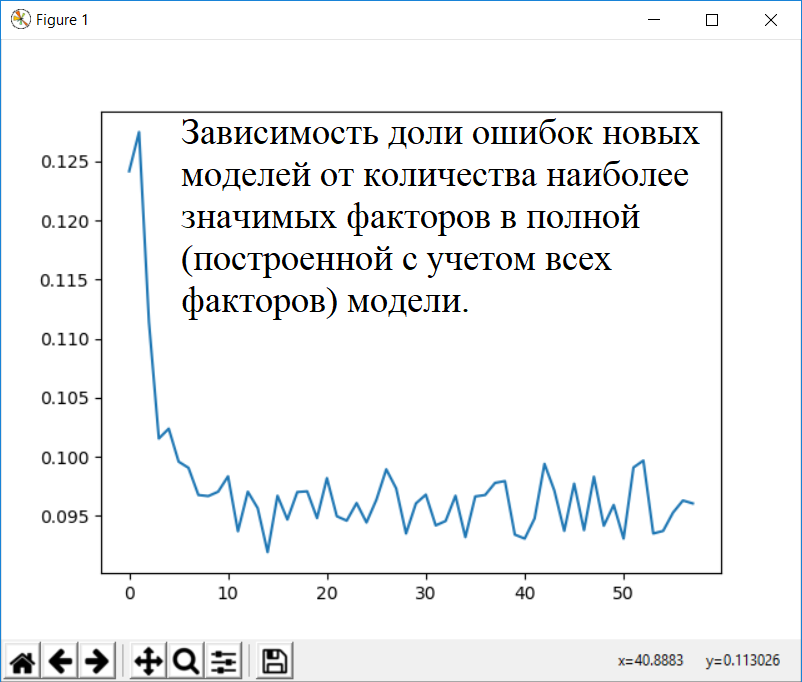 Figure 1
Зависимость доли ошибок новых
моделей от количества наиболее
значимых факторов в полной
(построенной с учетом всех
факторов) модели.
0.125
0.120
0.115
0.110
0.105
0.100
0.095
0 10 20 30 40 50
x=40.8883 y=0.113026